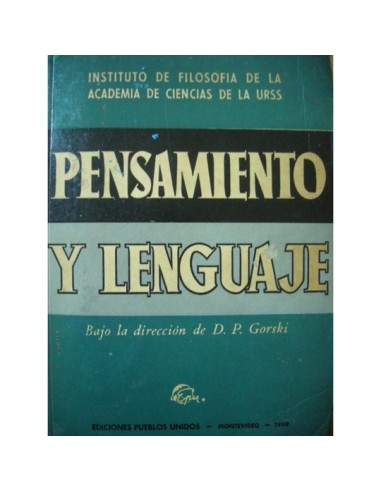 INSTITUTO DE FILOSOFIA DE LA
ACADEMIA DE CIENCIAS DE LA URSS
PENSAMIENTO
Y LENGUAJE
Bajo la dirección de D. P. Gorski
EDICIONES PUEBLOS UNIDOS — MONTEVIDEO —